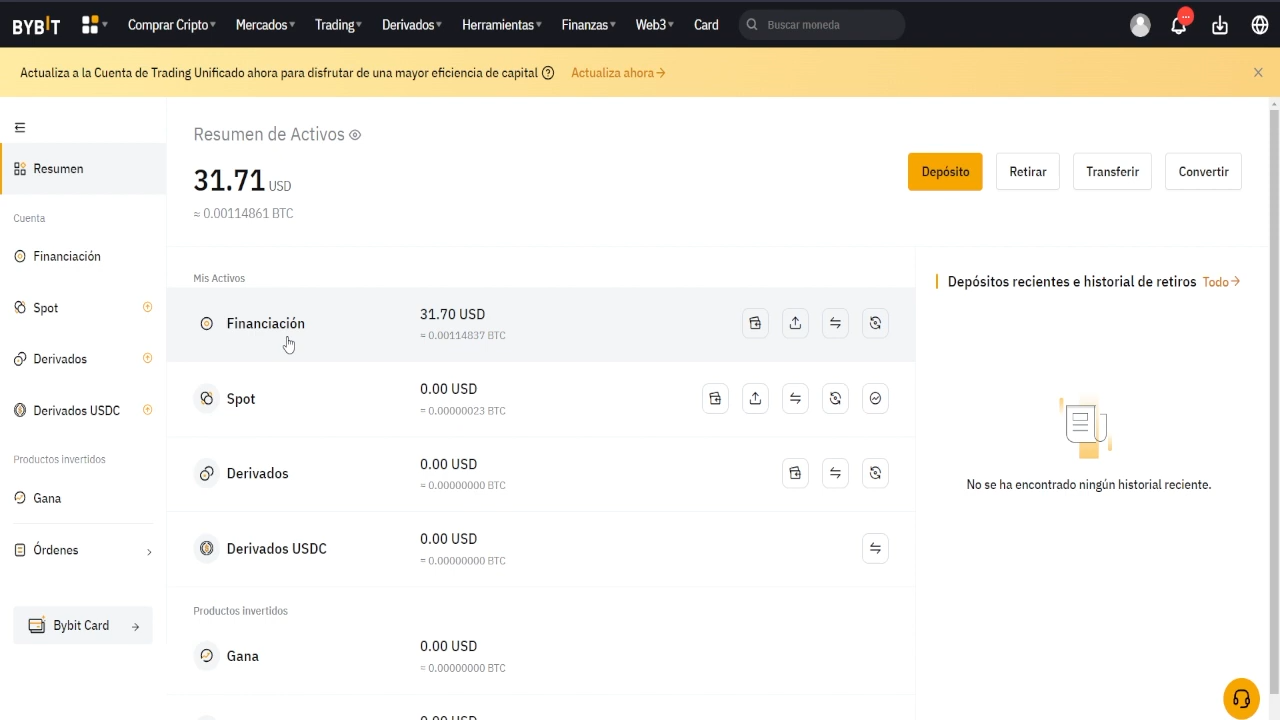 BYBIT Comprar Cripto Mercados Trading Derivados Herramientas Finanzas Web3 Card Buscar moneda
Actualiza a la Cuenta de Trading Unificado ahora para disfrutar de una mayor eficiencia de capital ? Actualiza ahora→
Resumen de Activos
31.71 USD
≈ 0.00114861 BTC
Depósito Retirar Transferir Convertir
Resumen
Cuenta
Financiación
Spot
Derivados
Derivados USDC
Productos invertidos
Gana
Órdenes
Bybit Card →
Mis Activos
Financiación 31.70 USD
≈ 0.00114837 BTC
Spot 0.00 USD
≈ 0.00000023 BTC
Derivados 0.00 USD
≈ 0.00000000 BTC
Derivados USDC 0.00 USD
≈ 0.00000000 BTC
Productos invertidos
Gana 0.00 USD
≈ 0.00000000 BTC
0.00 USD
Depósitos recientes e historial de retiros Todo→
No se ha encontrado ningún historial reciente.